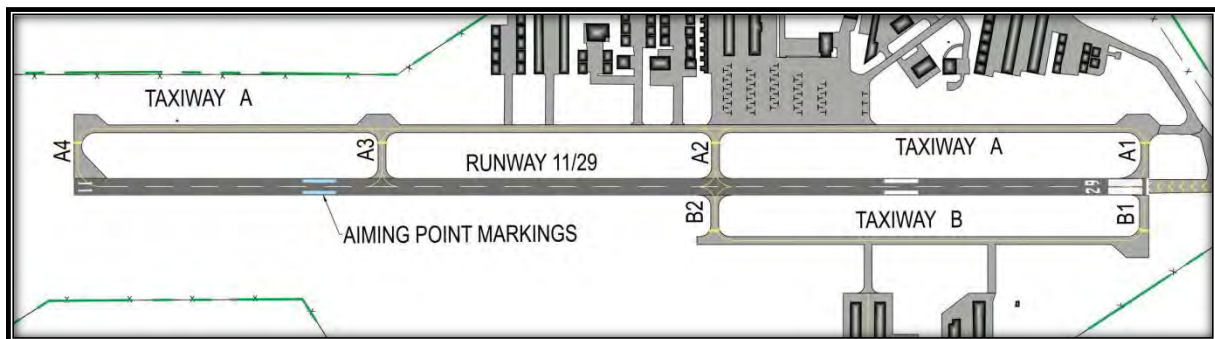 TAXIWAY A
A4
A3
RUNWAY 11/29
A2
TAXIWAY A
A1
11
29
AIMING POINT MARKINGS
B2
TAXIWAY B
B1